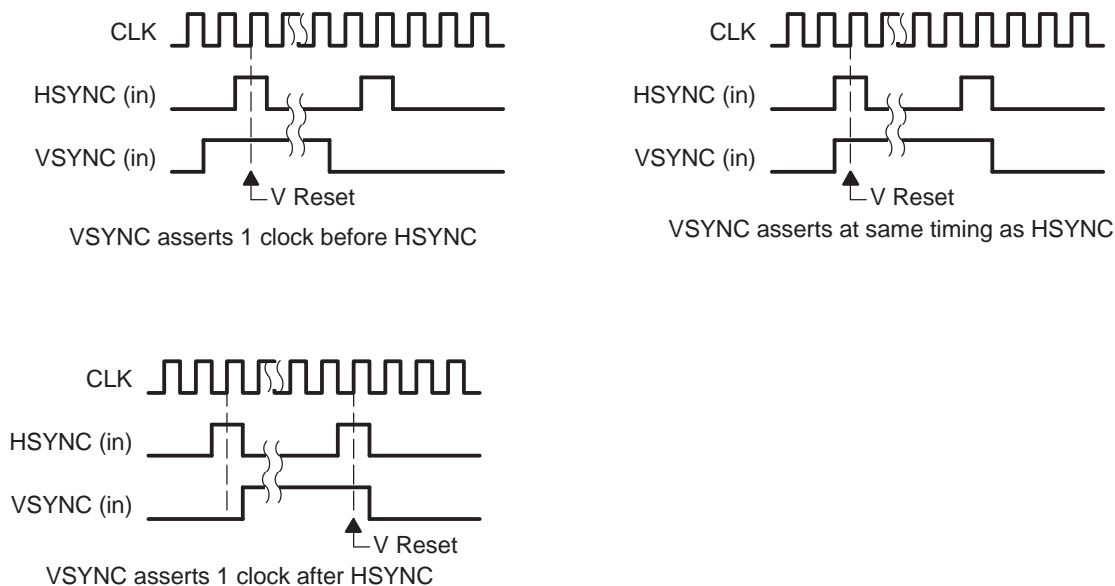 CLK
HSYNC (in)
VSYNC (in)
V Reset
VSYNC asserts 1 clock before HSYNC
CLK
HSYNC (in)
VSYNC (in)
V Reset
VSYNC asserts at same timing as HSYNC
CLK
HSYNC (in)
VSYNC (in)
V Reset
VSYNC asserts 1 clock after HSYNC